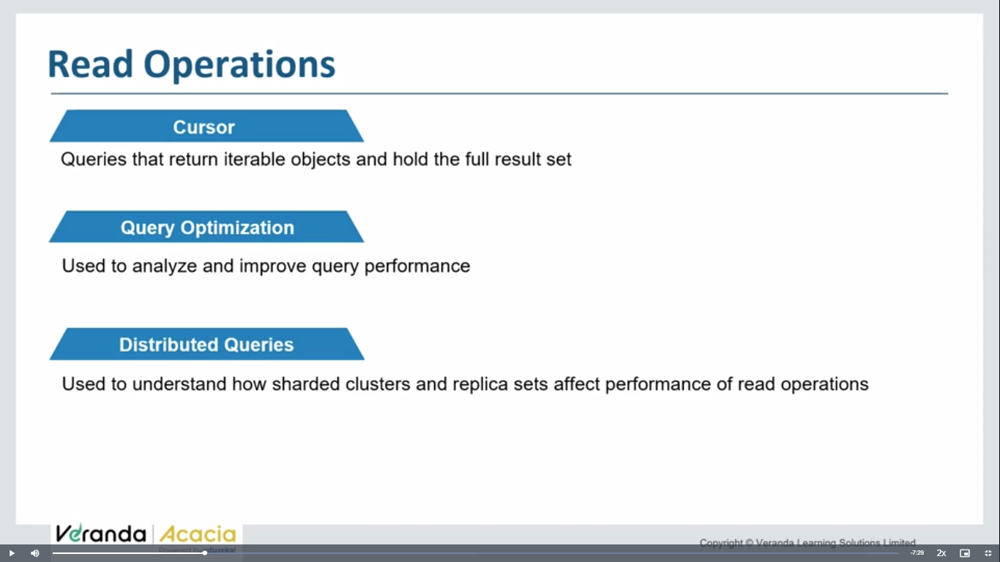 Read Operations
Cursor
Queries that return iterable objects and hold the full result set
Query Optimization
Used to analyze and improve query performance
Distributed Queries
Used to understand how sharded clusters and replica sets affect performance of read operations
Veranda | Acacia
Powered by edureka!
Copyright © Veranda Learning Solutions Limited
-7:29 2x